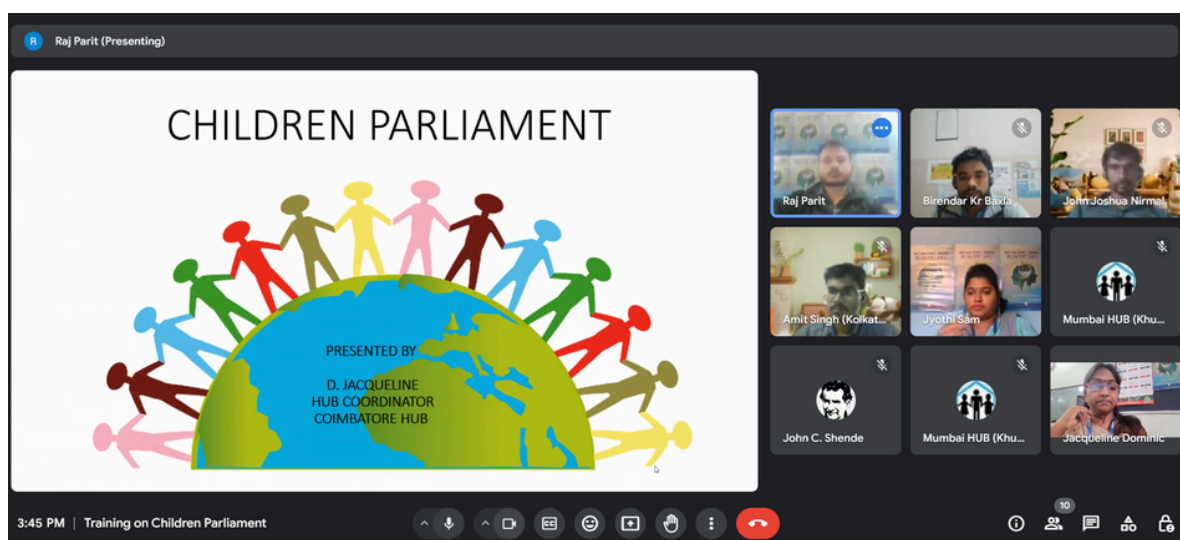 R Raj Parit (Presenting)
CHILDREN PARLIAMENT
PRESENTED BY
D. JACQUELINE
HUB COORDINATOR
COIMBATORE HUB
Raj Parit
Birendar Kr Baxla
John Joshua Nirmal
Amit Singh (Kolkat...
Jyothi Sam
Mumbai HUB (Khu...
John C. Shende
Mumbai HUB (Khu...
Jacqueline Dominic
3:45 PM | Training on Children Parliament
CC
10